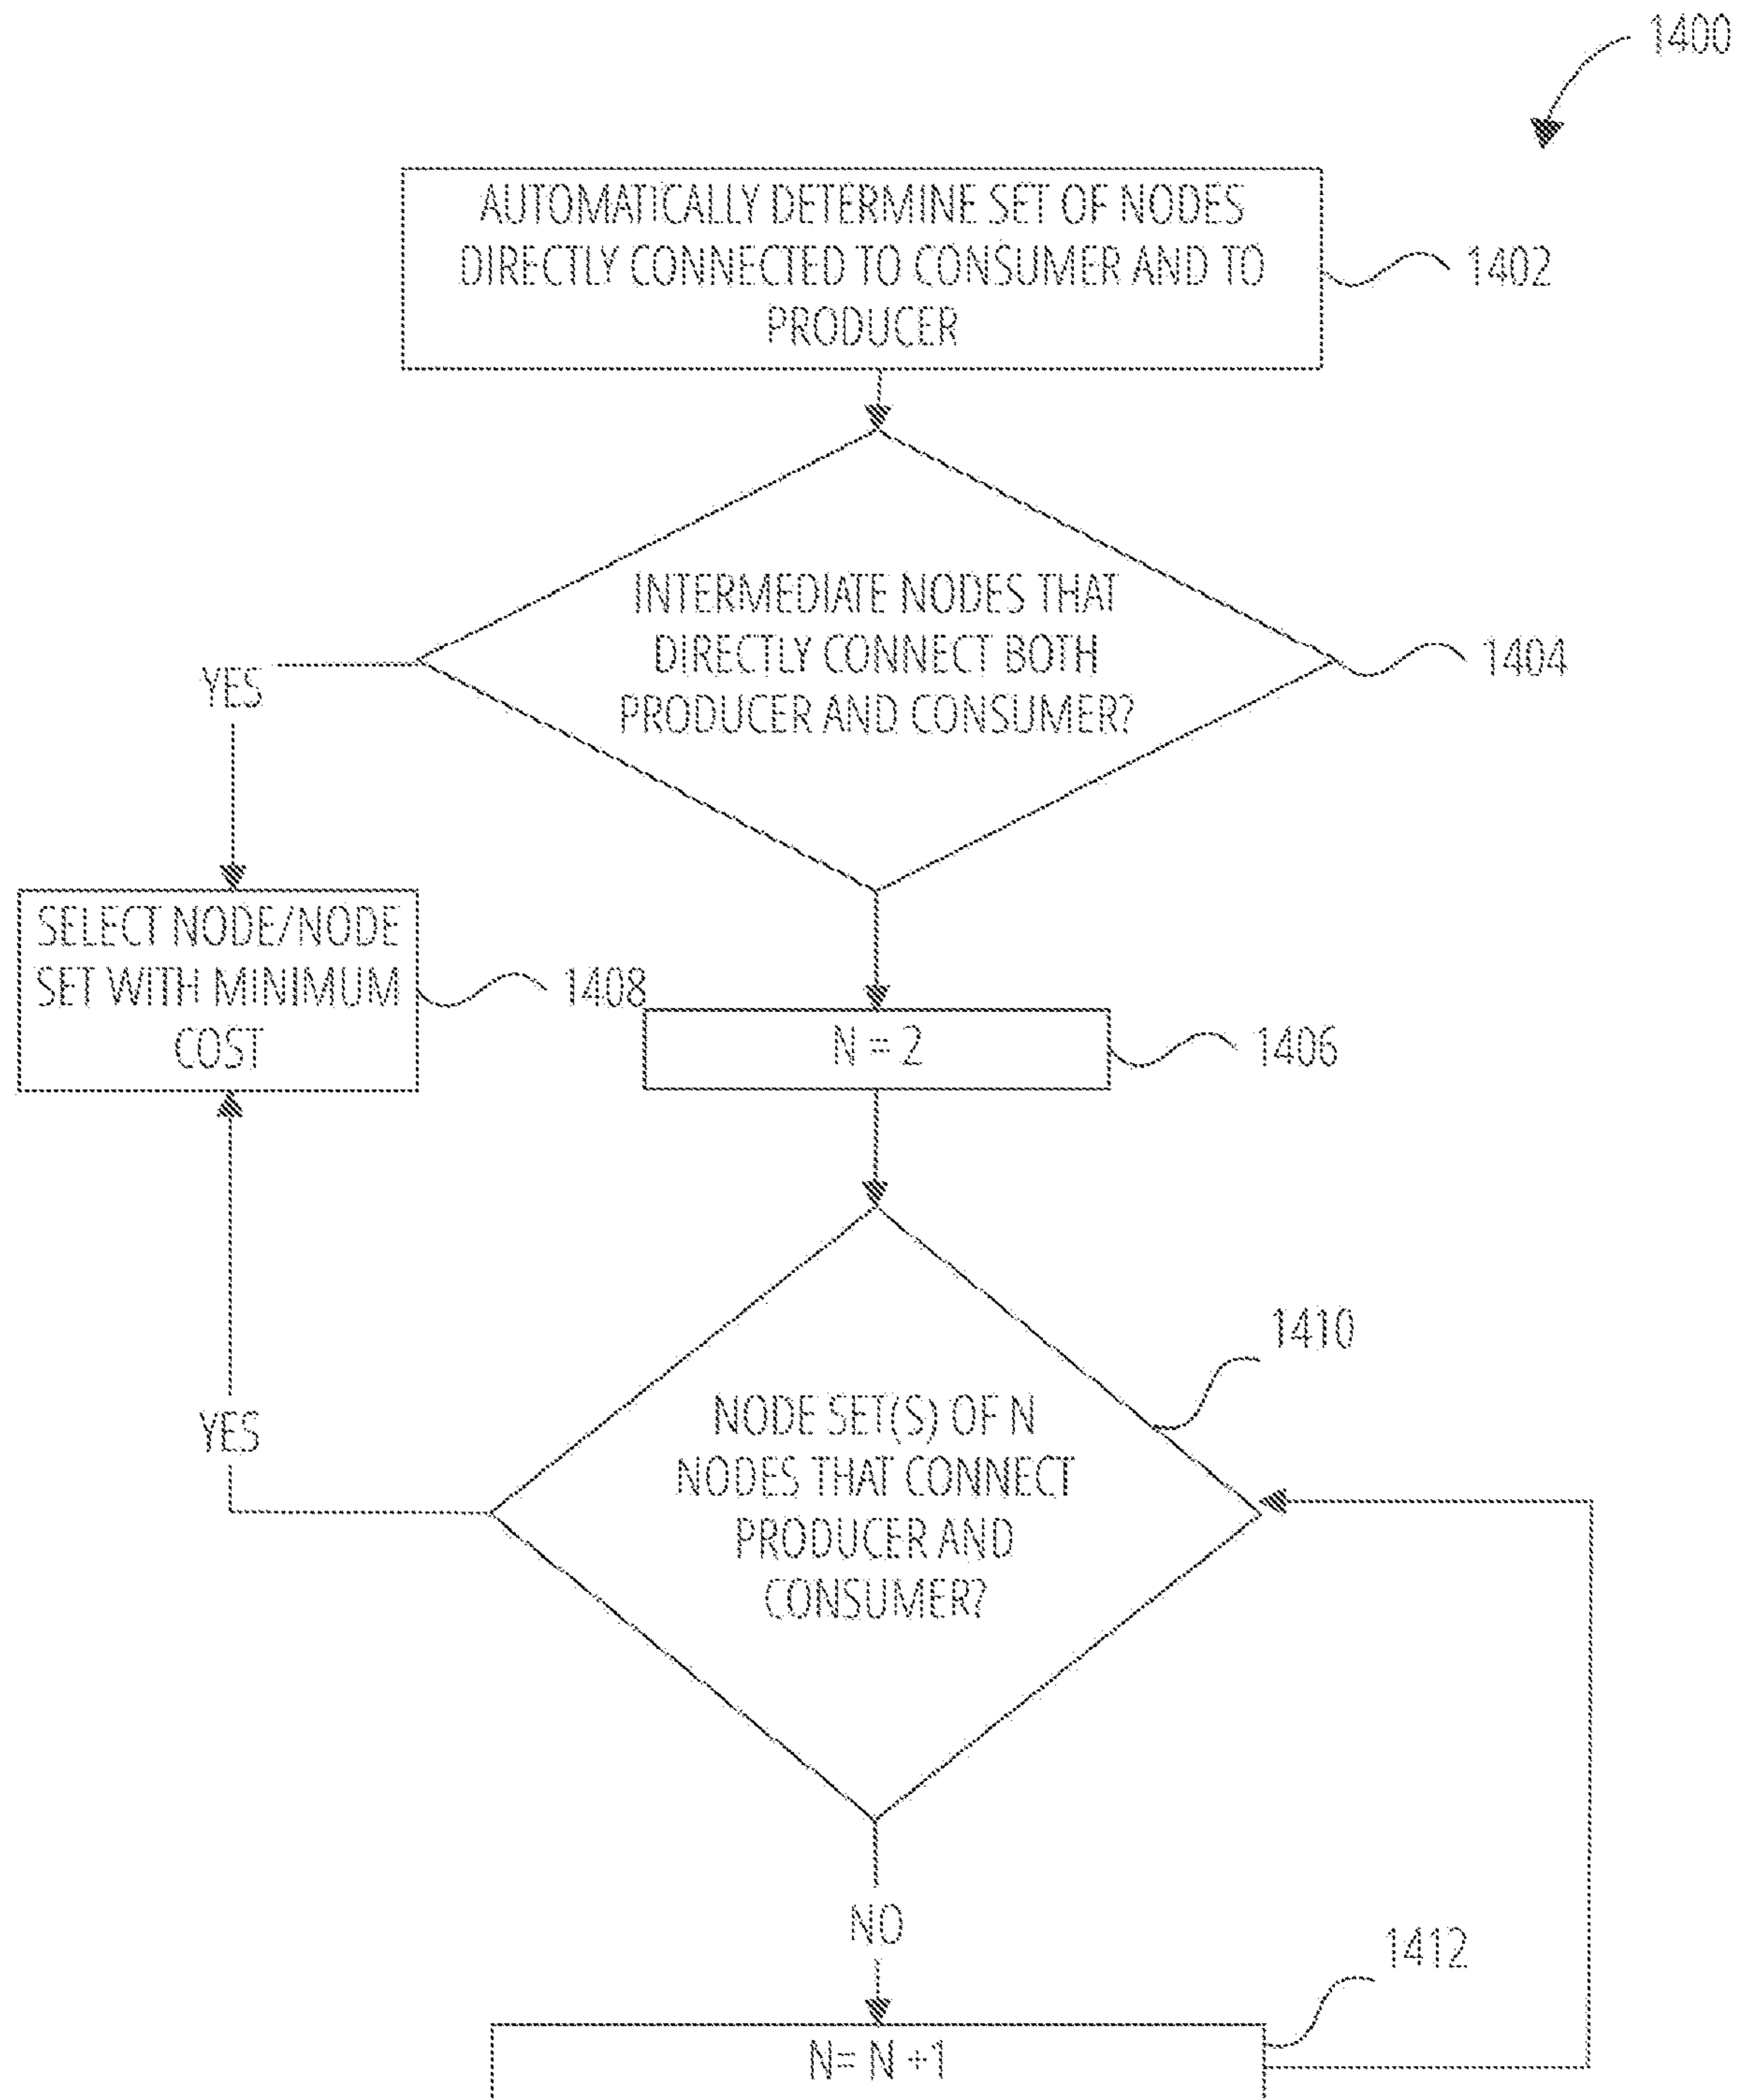 1400
AUTOMATICALLY DETERMINE SET OF NODES
DIRECTLY CONNECTED TO CONSUMER AND TO
PRODUCER
1402
INTERMEDIATE NODES THAT
DIRECTLY CONNECT BOTH
PRODUCER AND CONSUMER?
1404
YES
SELECT NODE/NODE
SET WITH MINIMUM
COST
1408
N = 2
1406
1410
NODE SET(S) OF N
NODES THAT CONNECT
PRODUCER AND
CONSUMER?
YES
NO
1412
N= N +1